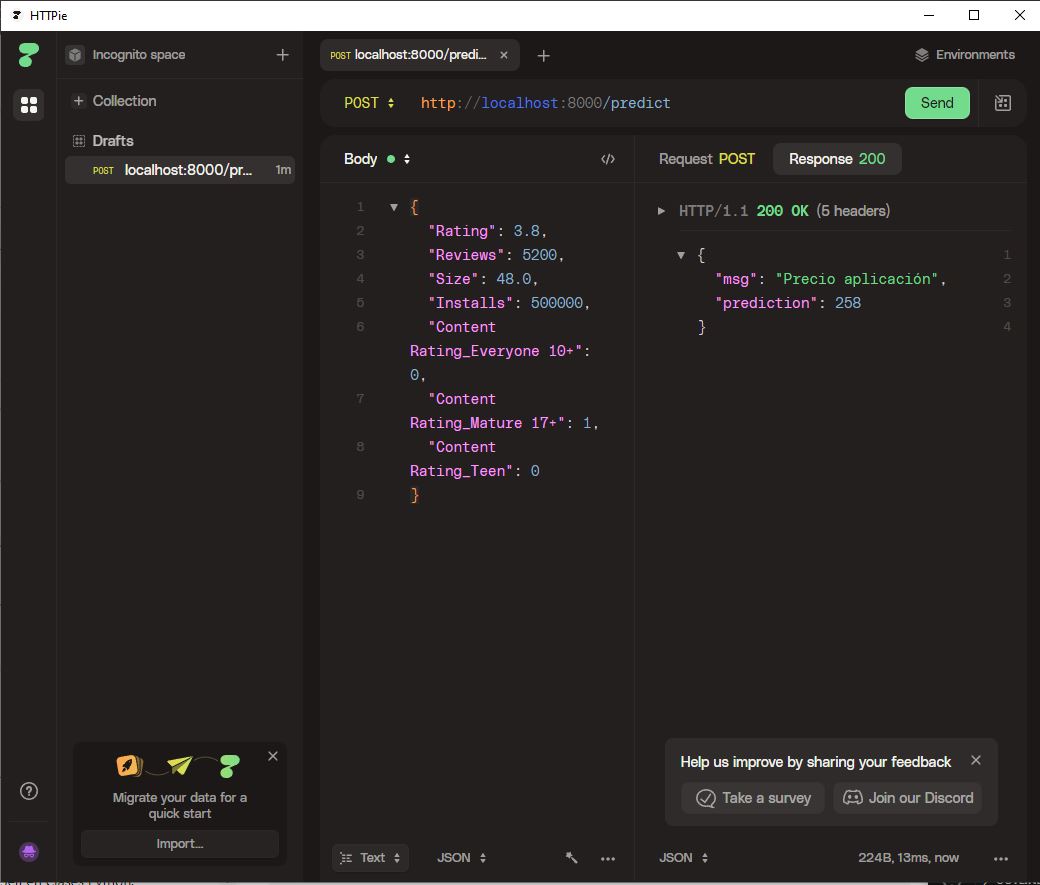 HTTPie
Incognito space
Collection
Drafts
POST localhost:8000/pr... 1m
Migrate your data for a
quick start
Import...
POST localhost:8000/predi...
Environments
POST http://localhost:8000/predict
Send
Body
Request POST
Response 200
1 {
2 "Rating": 3.8,
3 "Reviews": 5200,
4 "Size": 48.0,
5 "Installs": 500000,
6 "Content
Rating_Everyone 10+":
0,
7 "Content
Rating_Mature 17+": 1,
8 "Content
Rating_Teen": 0
9 }
Text
JSON
HTTP/1.1 200 OK (5 headers)
{ 1
"msg": "Precio aplicación", 2
"prediction": 258 3
} 4
Help us improve by sharing your feedback
Take a survey
Join our Discord
JSON
224B, 13ms, now